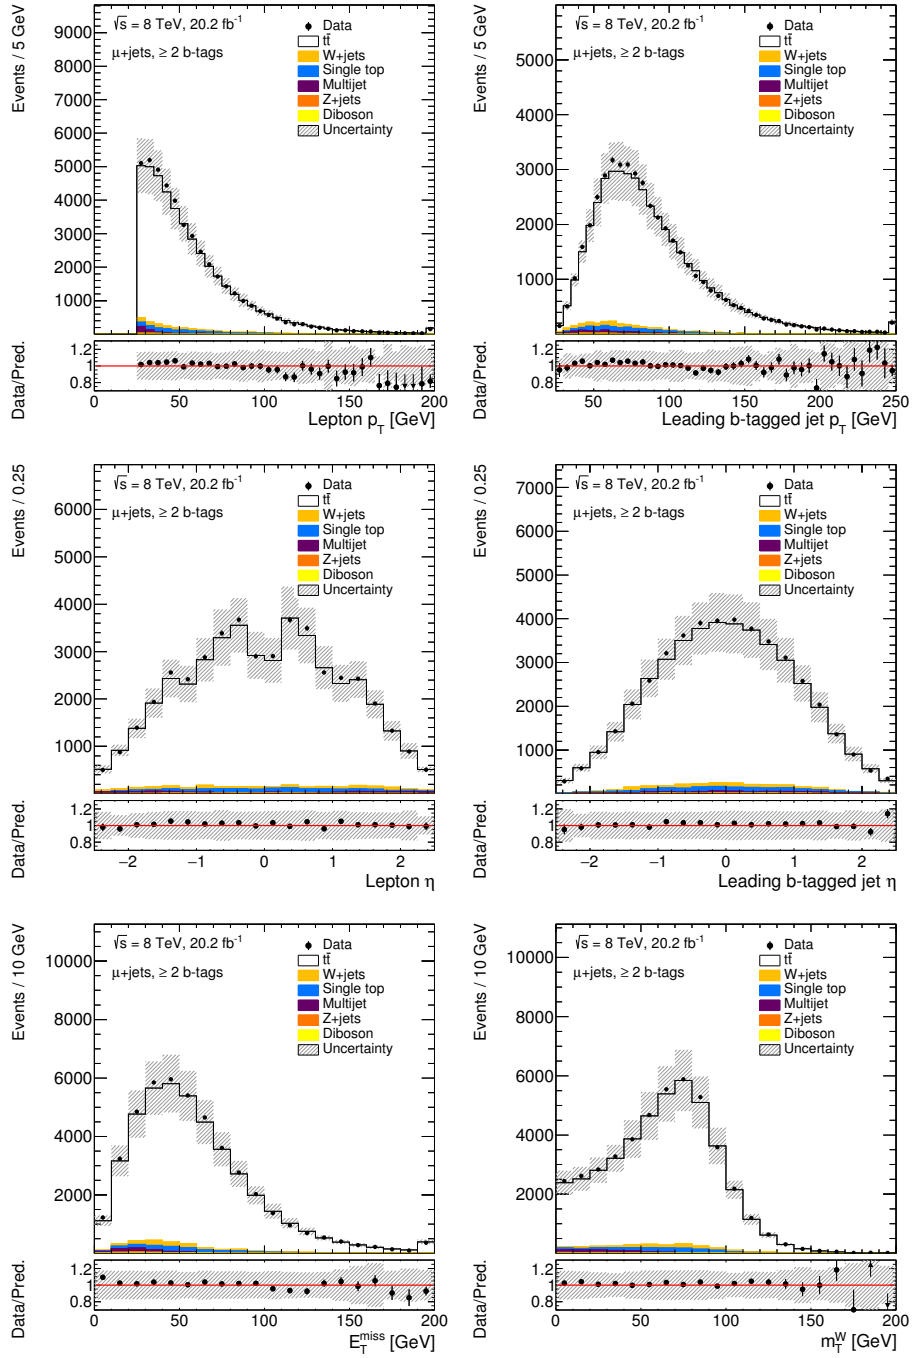 √s = 8 TeV, 20.2 fb⁻¹
μ+jets, ≥ 2 b-tags
Data
tt̄
W+jets
Single top
Multijet
Z+jets
Diboson
Uncertainty
Events / 5 GeV
9000
8000
7000
6000
5000
4000
3000
2000
1000
Data/Pred.
1.2
1
0.8
0 50 100 150 200
Lepton p_T [GeV]
√s = 8 TeV, 20.2 fb⁻¹
μ+jets, ≥ 2 b-tags
Data
tt̄
W+jets
Single top
Multijet
Z+jets
Diboson
Uncertainty
Events / 5 GeV
5000
4000
3000
2000
1000
Data/Pred.
1.2
1
0.8
50 100 150 200 250
Leading b-tagged jet p_T [GeV]
√s = 8 TeV, 20.2 fb⁻¹
μ+jets, ≥ 2 b-tags
Data
tt̄
W+jets
Single top
Multijet
Z+jets
Diboson
Uncertainty
Events / 0.25
6000
5000
4000
3000
2000
1000
Data/Pred.
1.2
1
0.8
−2 −1 0 1 2
Lepton η
√s = 8 TeV, 20.2 fb⁻¹
μ+jets, ≥ 2 b-tags
Data
tt̄
W+jets
Single top
Multijet
Z+jets
Diboson
Uncertainty
Events / 0.25
7000
6000
5000
4000
3000
2000
1000
Data/Pred.
1.2
1
0.8
−2 −1 0 1 2
Leading b-tagged jet η
√s = 8 TeV, 20.2 fb⁻¹
μ+jets, ≥ 2 b-tags
Data
tt̄
W+jets
Single top
Multijet
Z+jets
Diboson
Uncertainty
Events / 10 GeV
10000
8000
6000
4000
2000
Data/Pred.
1.2
1
0.8
0 50 100 150 200
E_T^miss [GeV]
√s = 8 TeV, 20.2 fb⁻¹
μ+jets, ≥ 2 b-tags
Data
tt̄
W+jets
Single top
Multijet
Z+jets
Diboson
Uncertainty
Events / 10 GeV
10000
8000
6000
4000
2000
Data/Pred.
1.2
1
0.8
0 20 40 60 80 100 120 140 160 180 200
m_T^W [GeV]